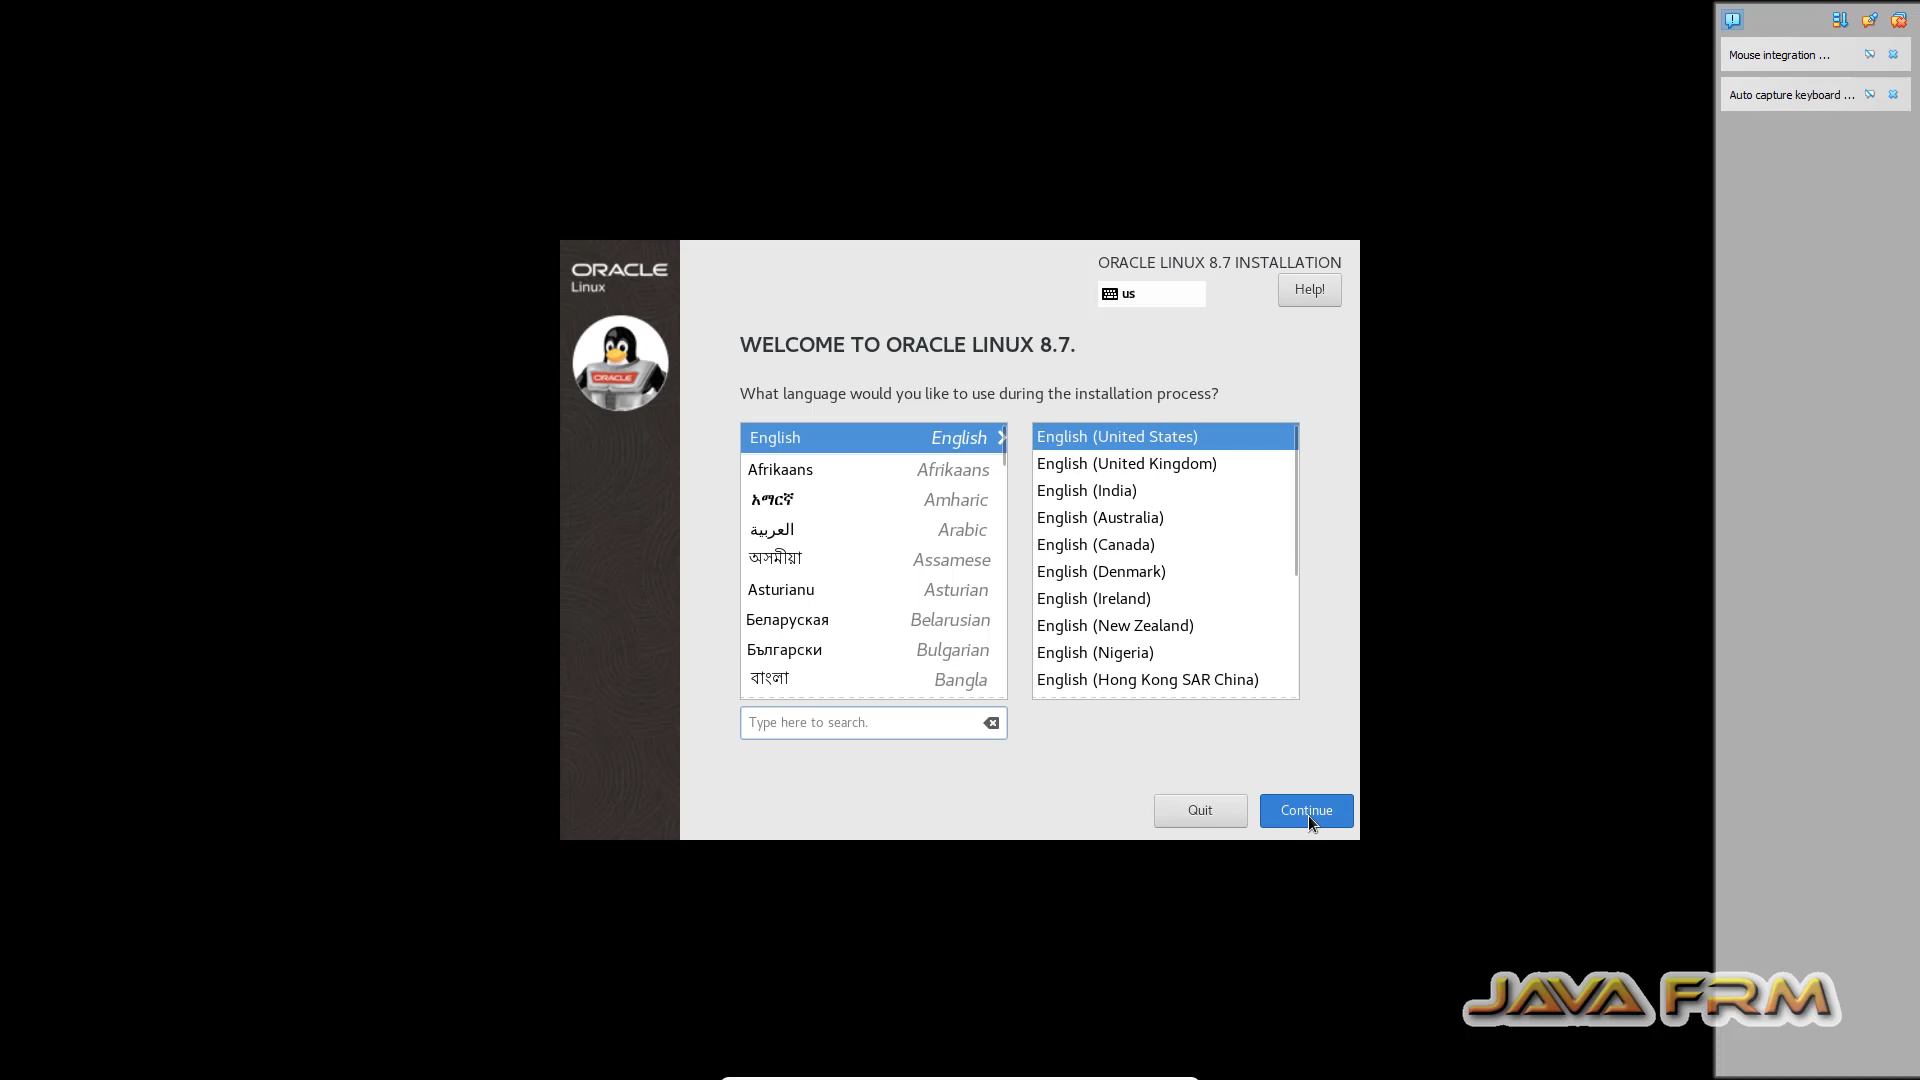 Mouse integration ...
Auto capture keyboard ...
ORACLE
Linux
ORACLE
ORACLE LINUX 8.7 INSTALLATION
us
Help!
WELCOME TO ORACLE LINUX 8.7.
What language would you like to use during the installation process?
English English
Afrikaans Afrikaans
አማርኛ Amharic
العربية Arabic
অসমীয়া Assamese
Asturianu Asturian
Беларуская Belarusian
Български Bulgarian
বাংলা Bangla
English (United States)
English (United Kingdom)
English (India)
English (Australia)
English (Canada)
English (Denmark)
English (Ireland)
English (New Zealand)
English (Nigeria)
English (Hong Kong SAR China)
Type here to search.
Quit
Continue
JAVA FRM